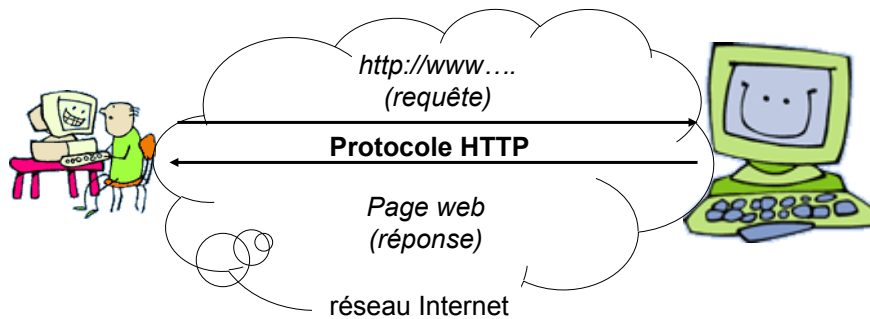 http://www….
(requête)
Protocole HTTP
Page web
(réponse)
réseau Internet